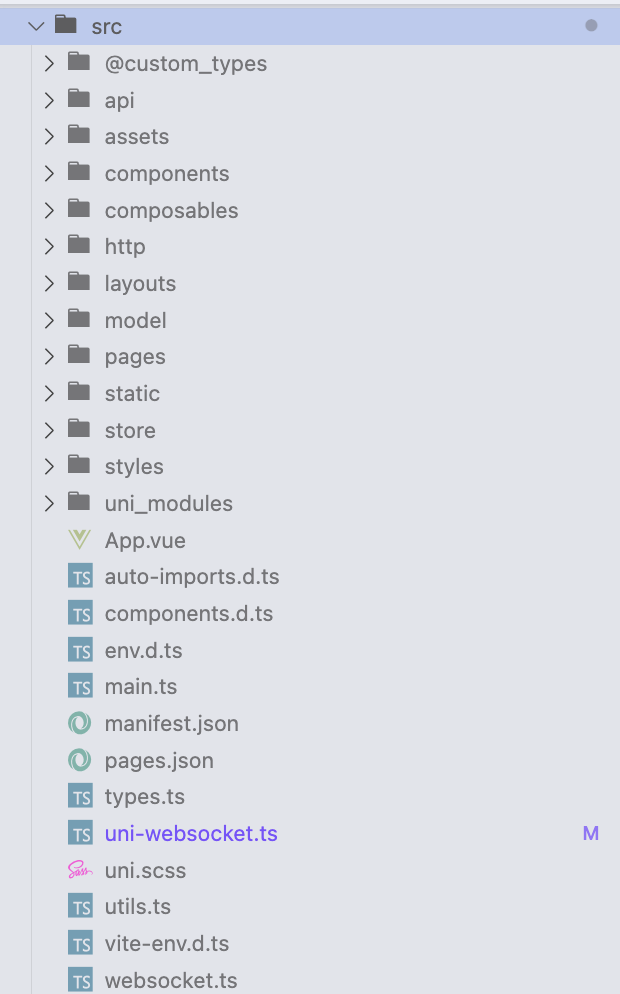 src
@custom_types
api
assets
components
composables
http
layouts
model
pages
static
store
styles
uni_modules
App.vue
TS auto-imports.d.ts
TS components.d.ts
TS env.d.ts
TS main.ts
manifest.json
pages.json
TS types.ts
TS uni-websocket.ts M
Sass uni.scss
TS utils.ts
TS vite-env.d.ts
TS websocket.ts